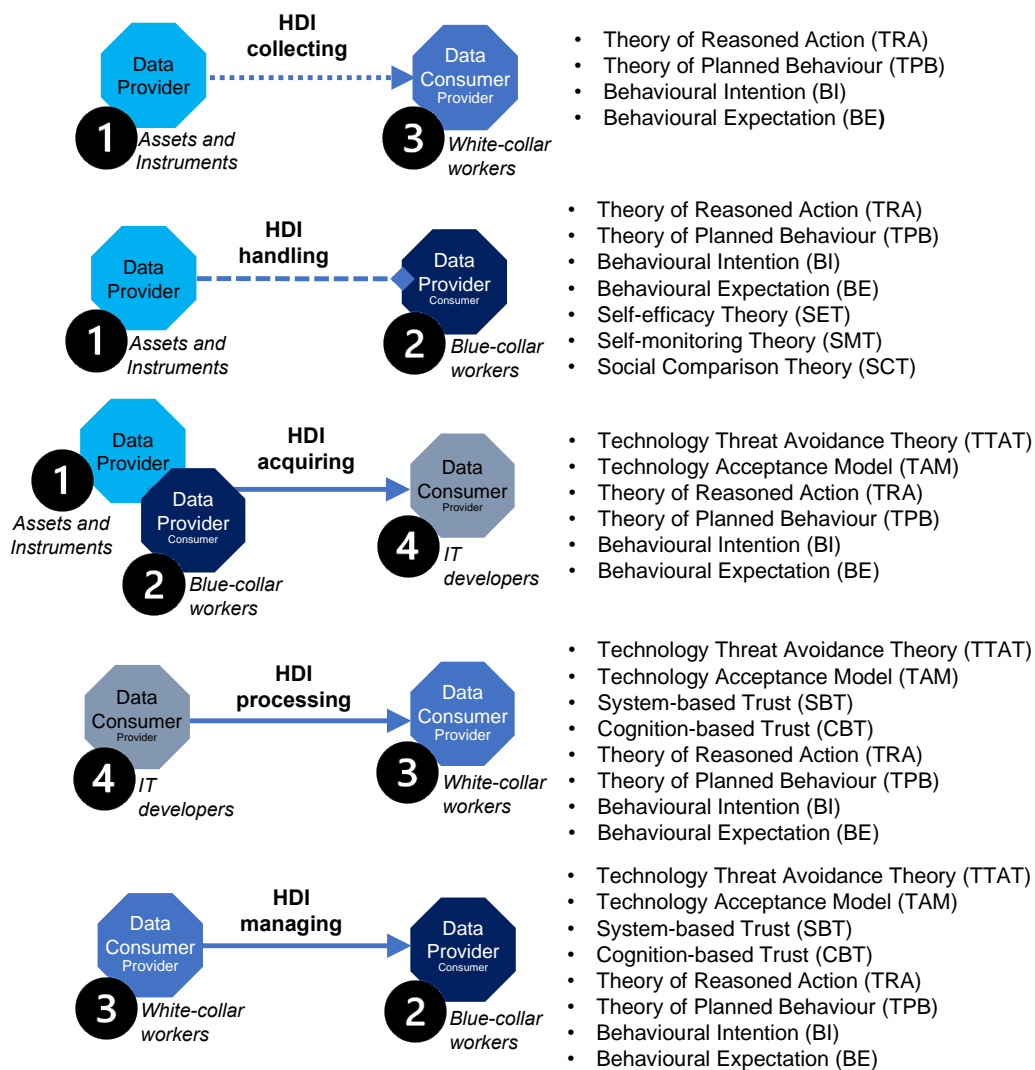 HDI
collecting
Data
Provider
1
Assets and
Instruments
Data
Consumer
Provider
3
White-collar
workers
• Theory of Reasoned Action (TRA)
• Theory of Planned Behaviour (TPB)
• Behavioural Intention (BI)
• Behavioural Expectation (BE)
HDI
handling
Data
Provider
1
Assets and
Instruments
Data
Provider
Consumer
2
Blue-collar
workers
• Theory of Reasoned Action (TRA)
• Theory of Planned Behaviour (TPB)
• Behavioural Intention (BI)
• Behavioural Expectation (BE)
• Self-efficacy Theory (SET)
• Self-monitoring Theory (SMT)
• Social Comparison Theory (SCT)
HDI
acquiring
Data
Provider
1
Assets and
Instruments
Data
Provider
Consumer
2
Blue-collar
workers
Data
Consumer
Provider
4
IT
developers
• Technology Threat Avoidance Theory (TTAT)
• Technology Acceptance Model (TAM)
• Theory of Reasoned Action (TRA)
• Theory of Planned Behaviour (TPB)
• Behavioural Intention (BI)
• Behavioural Expectation (BE)
HDI
processing
Data
Consumer
Provider
4
IT
developers
Data
Consumer
Provider
3
White-collar
workers
• Technology Threat Avoidance Theory (TTAT)
• Technology Acceptance Model (TAM)
• System-based Trust (SBT)
• Cognition-based Trust (CBT)
• Theory of Reasoned Action (TRA)
• Theory of Planned Behaviour (TPB)
• Behavioural Intention (BI)
• Behavioural Expectation (BE)
HDI
managing
Data
Consumer
Provider
3
White-collar
workers
Data
Provider
Consumer
2
Blue-collar
workers
• Technology Threat Avoidance Theory (TTAT)
• Technology Acceptance Model (TAM)
• System-based Trust (SBT)
• Cognition-based Trust (CBT)
• Theory of Reasoned Action (TRA)
• Theory of Planned Behaviour (TPB)
• Behavioural Intention (BI)
• Behavioural Expectation (BE)